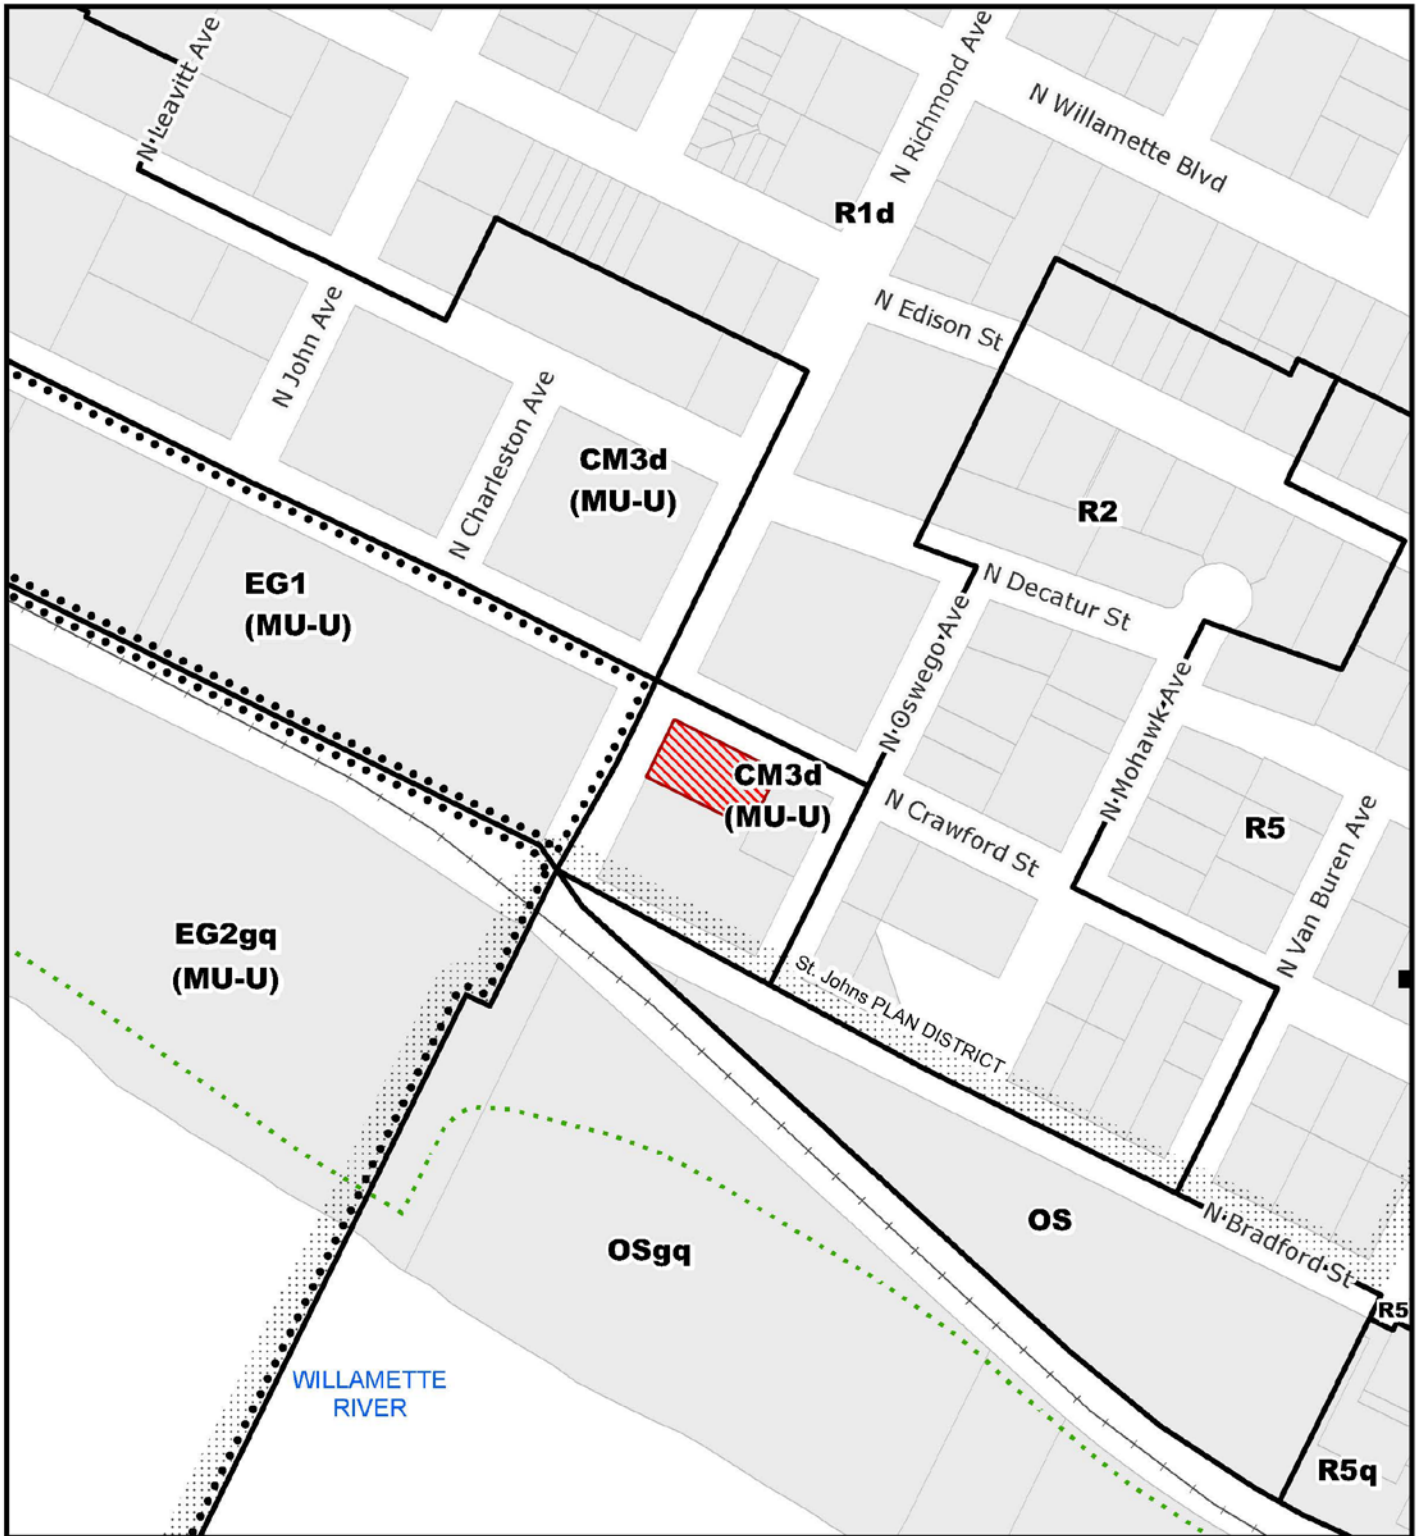 N Leavitt Ave
N Richmond Ave
N Willamette Blvd
R1d
N John Ave
N Edison St
N Charleston Ave
CM3d
(MU-U)
R2
EG1
(MU-U)
N Decatur St
N Oswego Ave
N Mohawk Ave
CM3d
(MU-U)
N Crawford St
R5
N Van Buren Ave
EG2gq
(MU-U)
St. Johns PLAN DISTRICT
OS
OSgq
N Bradford St
R5
WILLAMETTE
RIVER
R5q